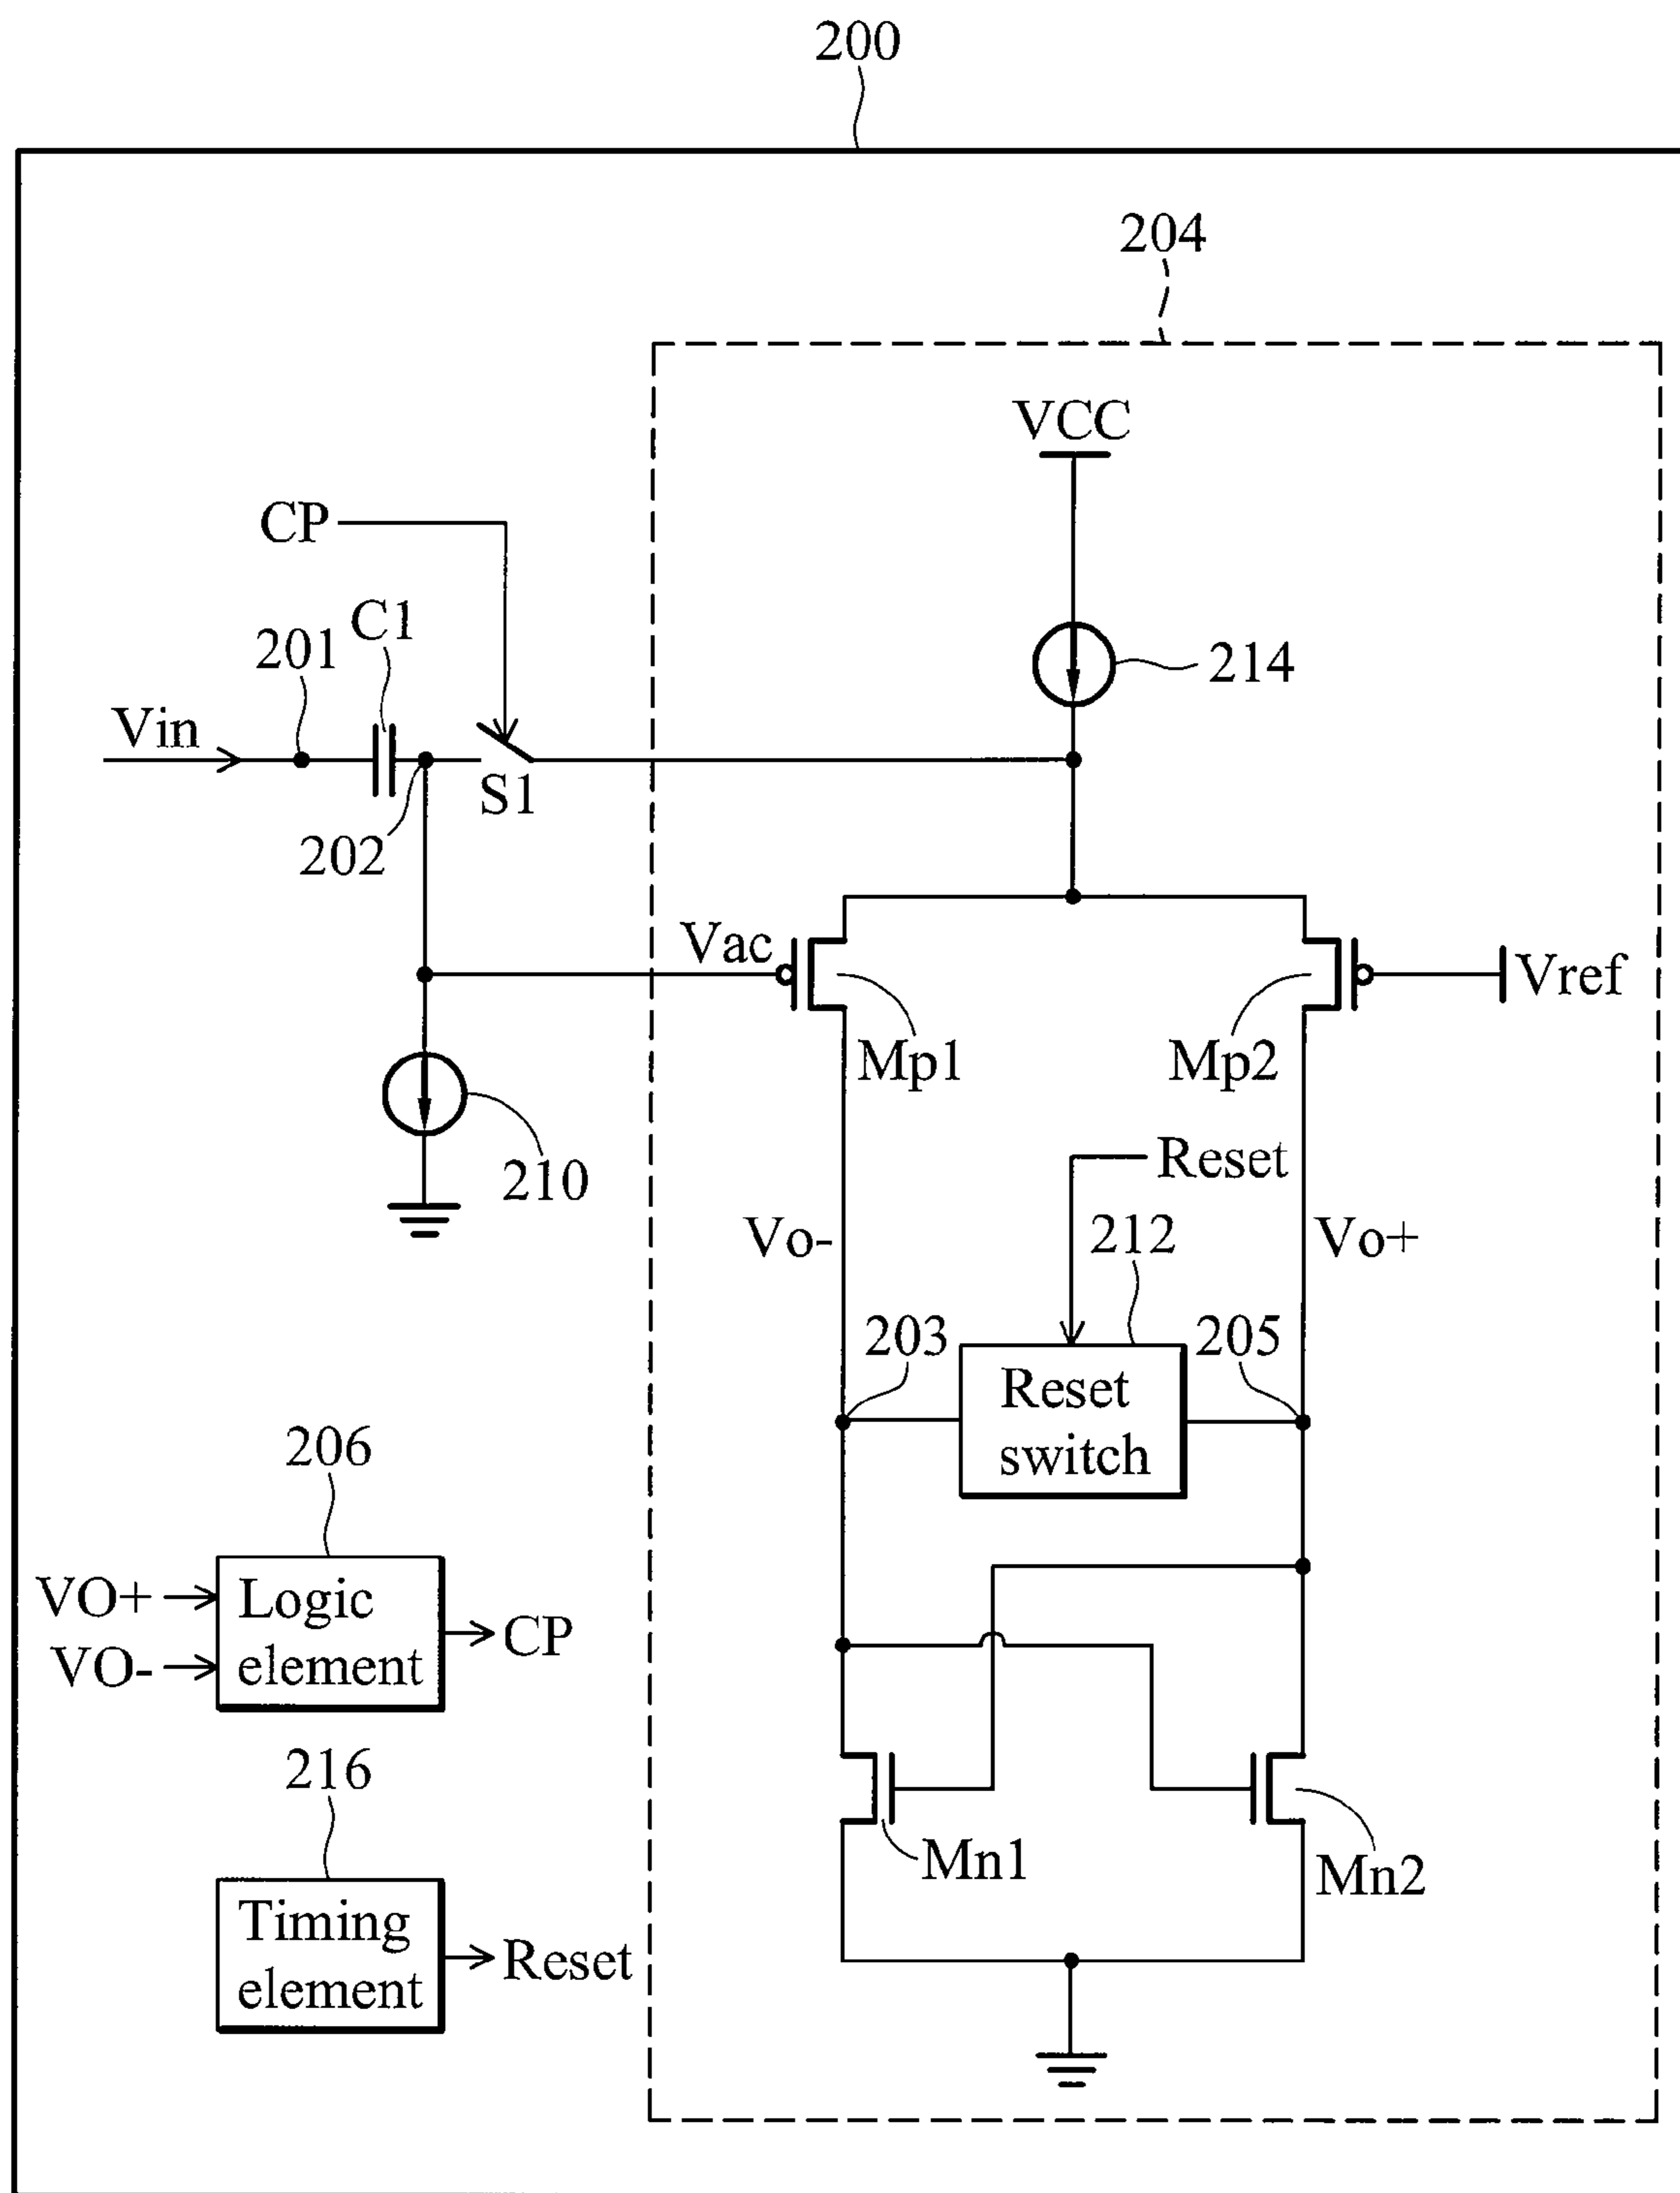 200
204
VCC
CP
C1
201
214
Vin
S1
202
Vac
Vref
Mp1
Mp2
Reset
210
212
Vo-
Vo+
203
205
Reset
switch
206
VO+
Logic
VO-
element
CP
216
Mn1
Mn2
Timing
element
Reset